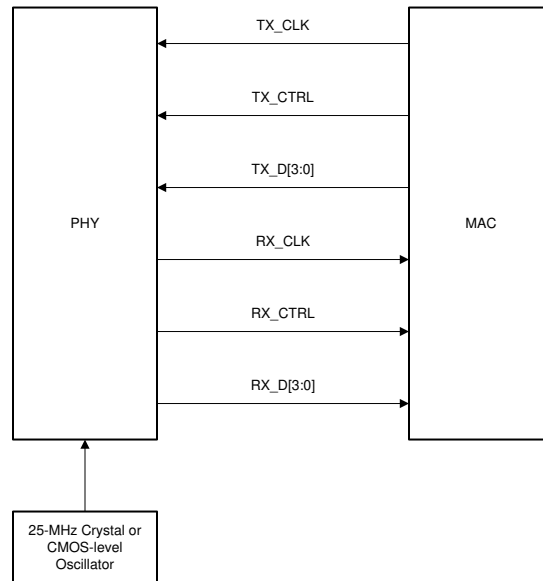 TX_CLK
TX_CTRL
TX_D[3:0]
PHY
MAC
RX_CLK
RX_CTRL
RX_D[3:0]
25-MHz Crystal or
CMOS-level
Oscillator